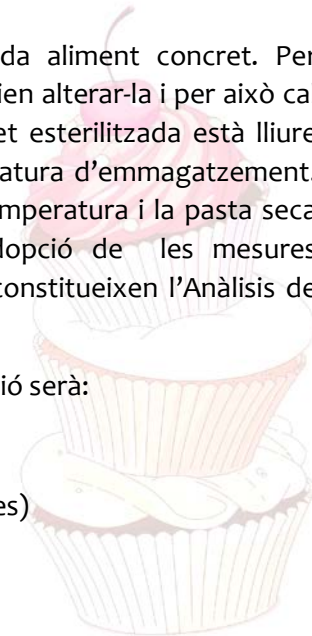 da aliment concret. Per
ien alterar-la i per això cal
et esterilitzada està lliure
atura d’emmagatzement.
mperatura i la pasta seca
dopció de les mesures
constitueixen l’Anàlisis de
ió serà:
es)